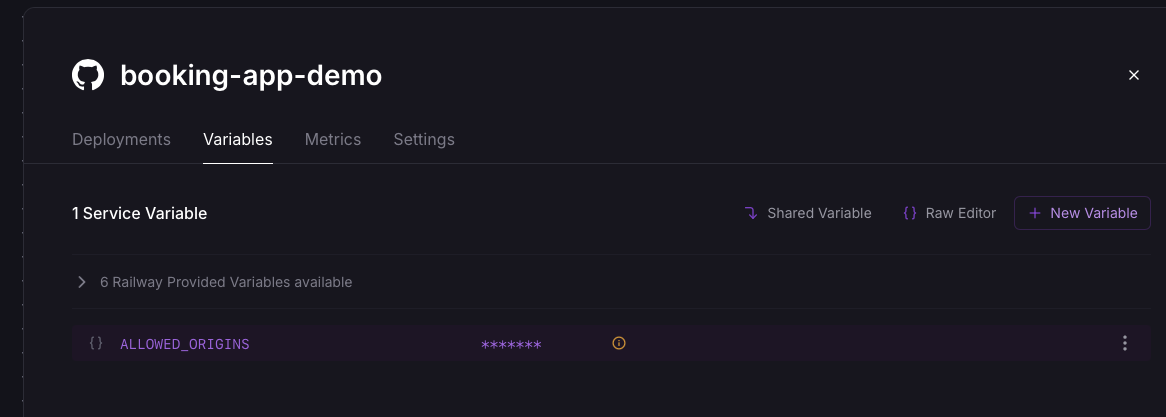 booking-app-demo
Deployments Variables Metrics Settings
1 Service Variable Shared Variable {} Raw Editor + New Variable
6 Railway Provided Variables available
{} ALLOWED_ORIGINS *******